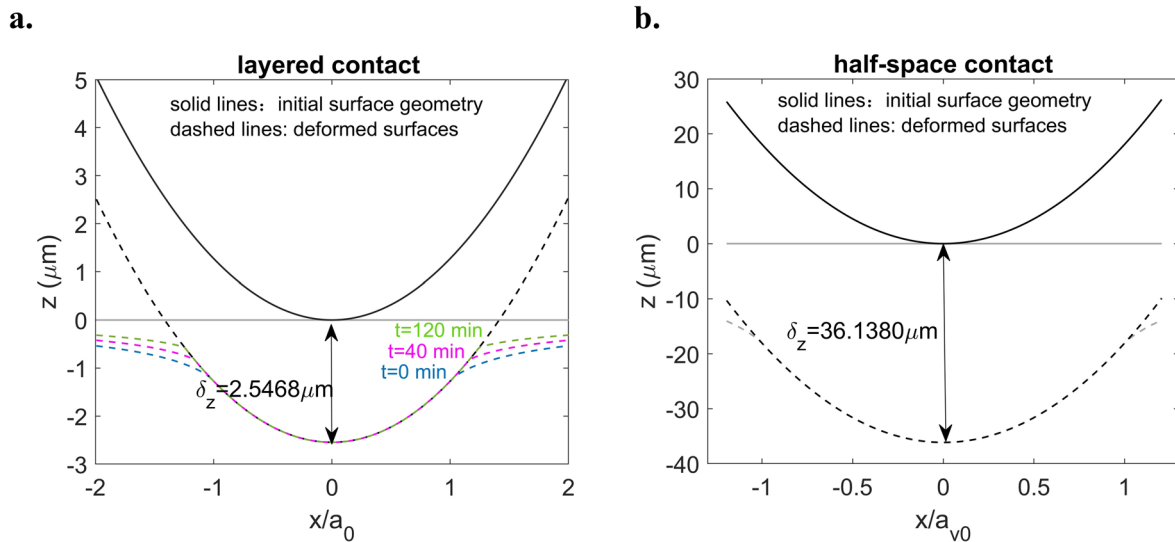 a.
layered contact
solid lines：initial surface geometry
dashed lines: deformed surfaces
5
4
3
2
1
0
-1
-2
-3
z (μm)
t=120 min
t=40 min
t=0 min
δz=2.5468μm
-2
-1
0
1
2
x/a0
b.
half-space contact
solid lines：initial surface geometry
dashed lines: deformed surfaces
30
20
10
0
-10
-20
-30
-40
z (μm)
δz=36.1380μm
-1
-0.5
0
0.5
1
x/av0